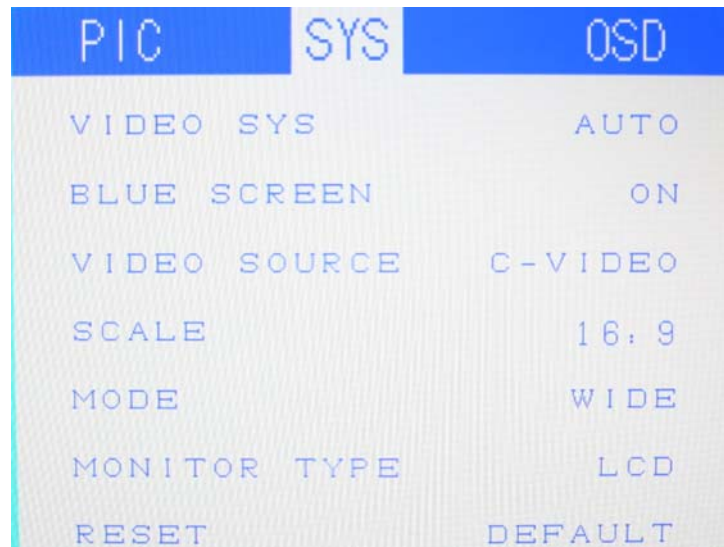 PIC SYS OSD
VIDEO SYS AUTO
BLUE SCREEN ON
VIDEO SOURCE C-VIDEO
SCALE 16:9
MODE WIDE
MONITOR TYPE LCD
RESET DEFAULT